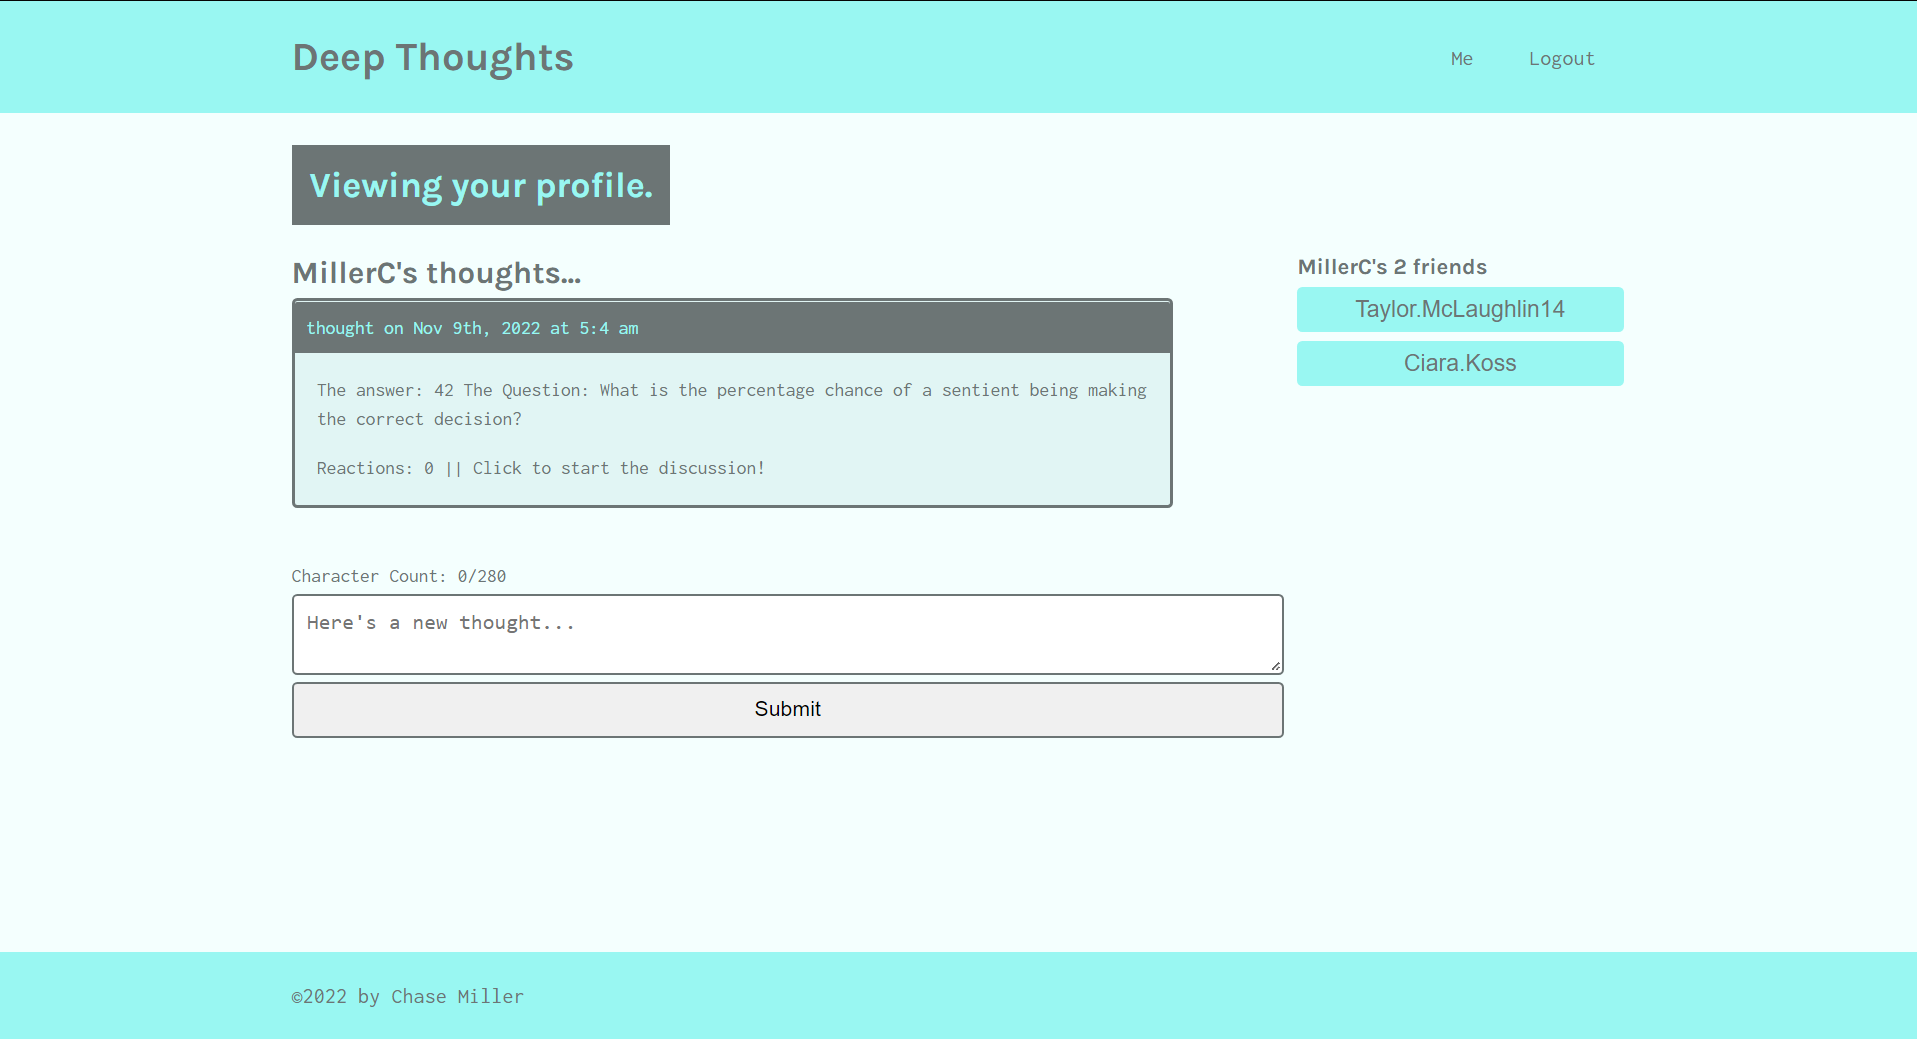 Deep Thoughts
Me
Logout
Viewing your profile.
MillerC's thoughts...
thought on Nov 9th, 2022 at 5:4 am
The answer: 42 The Question: What is the percentage chance of a sentient being making
the correct decision?
Reactions: 0 || Click to start the discussion!
MillerC's 2 friends
Taylor.McLaughlin14
Ciara.Koss
Character Count: 0/280
Here's a new thought...
Submit
©2022 by Chase Miller